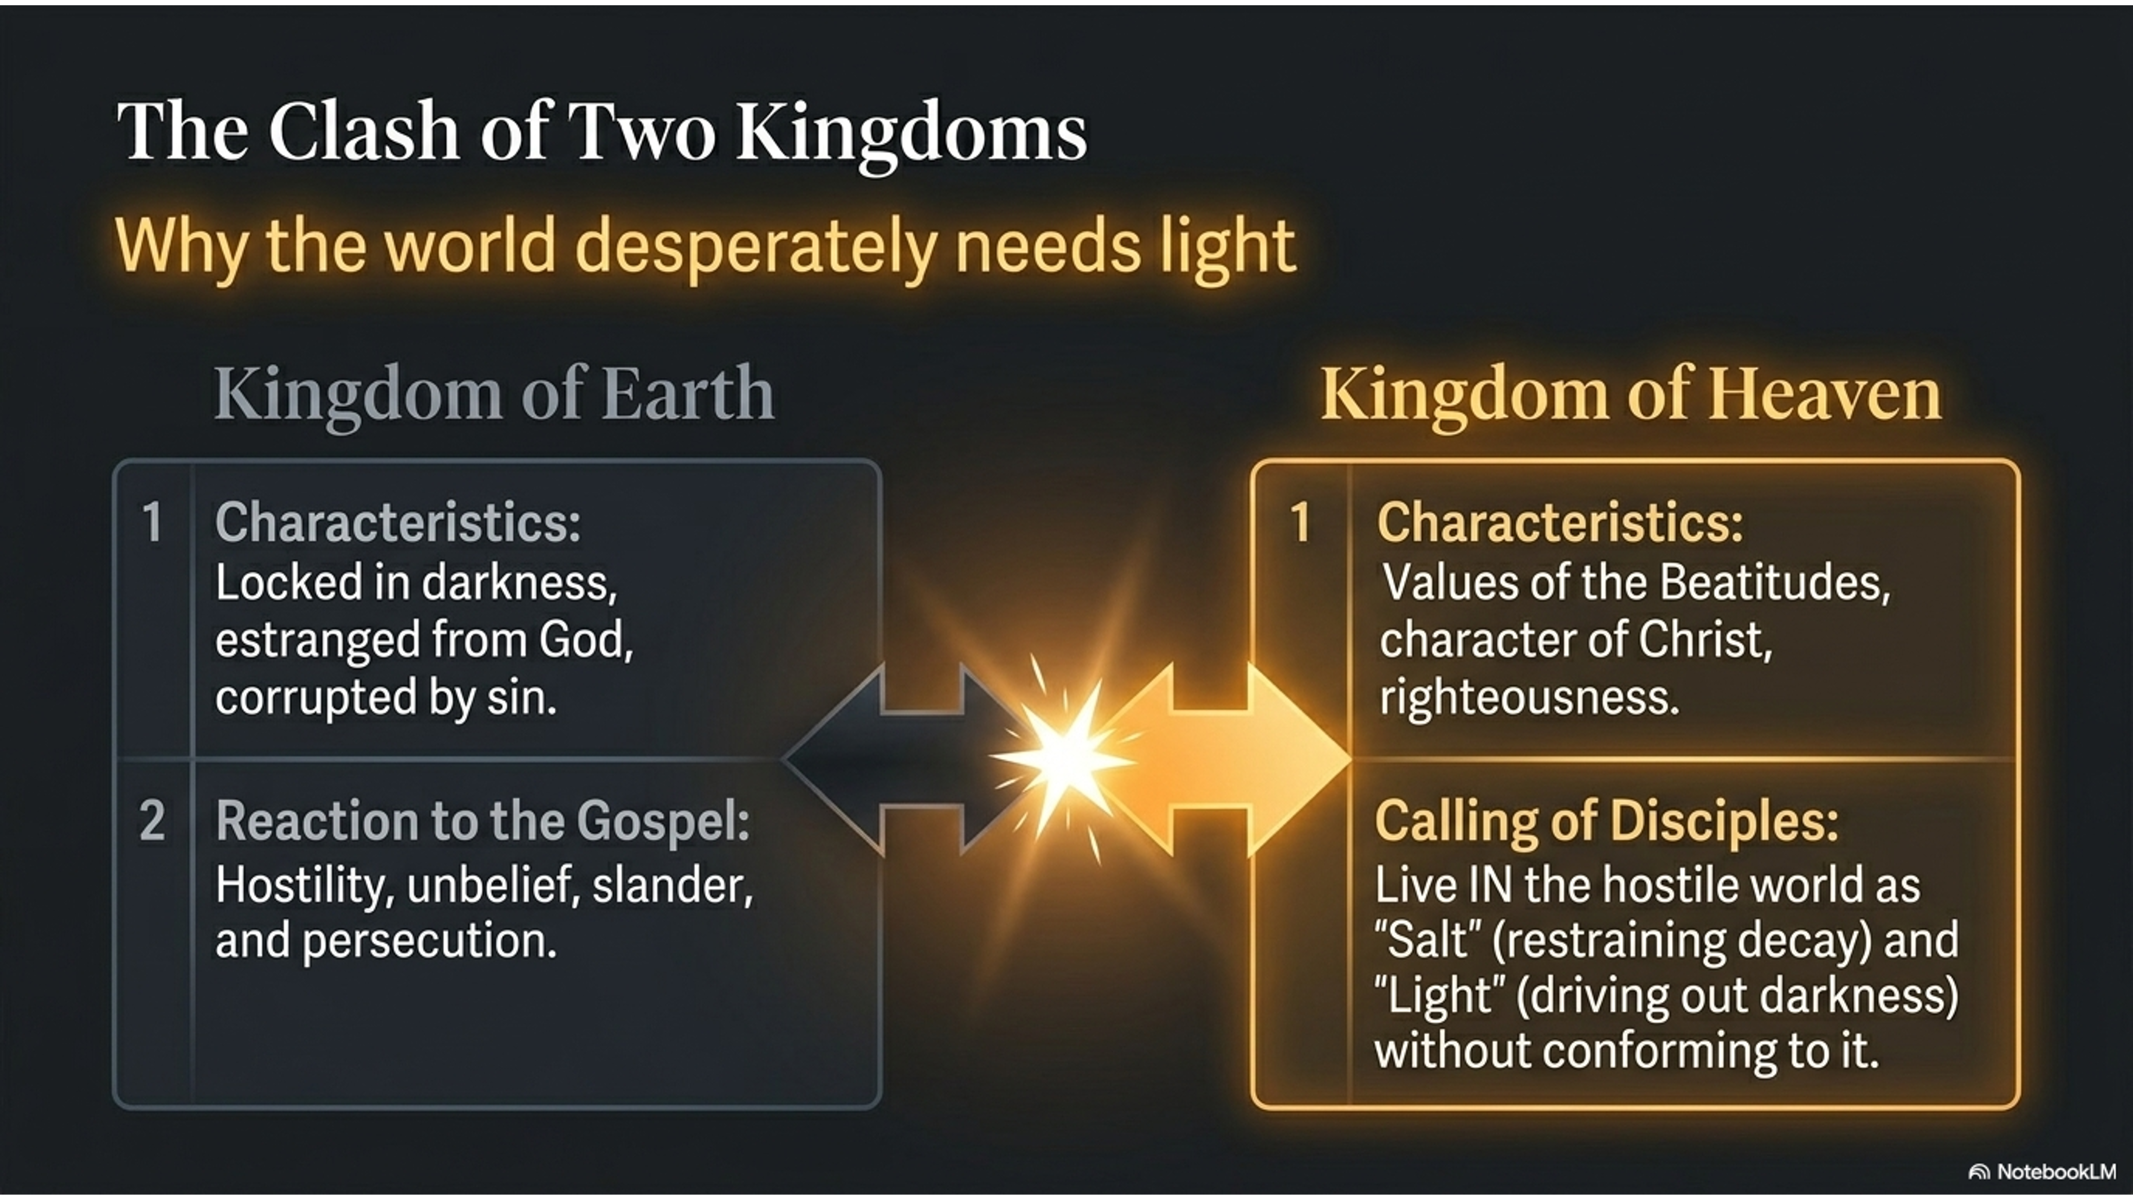 The Clash of Two Kingdoms
Why the world desperately needs light
Kingdom of Earth
1
Characteristics:
Locked in darkness,
estranged from God,
corrupted by sin.
2
Reaction to the Gospel:
Hostility, unbelief, slander,
and persecution.
Kingdom of Heaven
1
Characteristics:
Values of the Beatitudes,
character of Christ,
righteousness.
Calling of Disciples:
Live IN the hostile world as
“Salt” (restraining decay) and
“Light” (driving out darkness)
without conforming to it.
NotebookLM